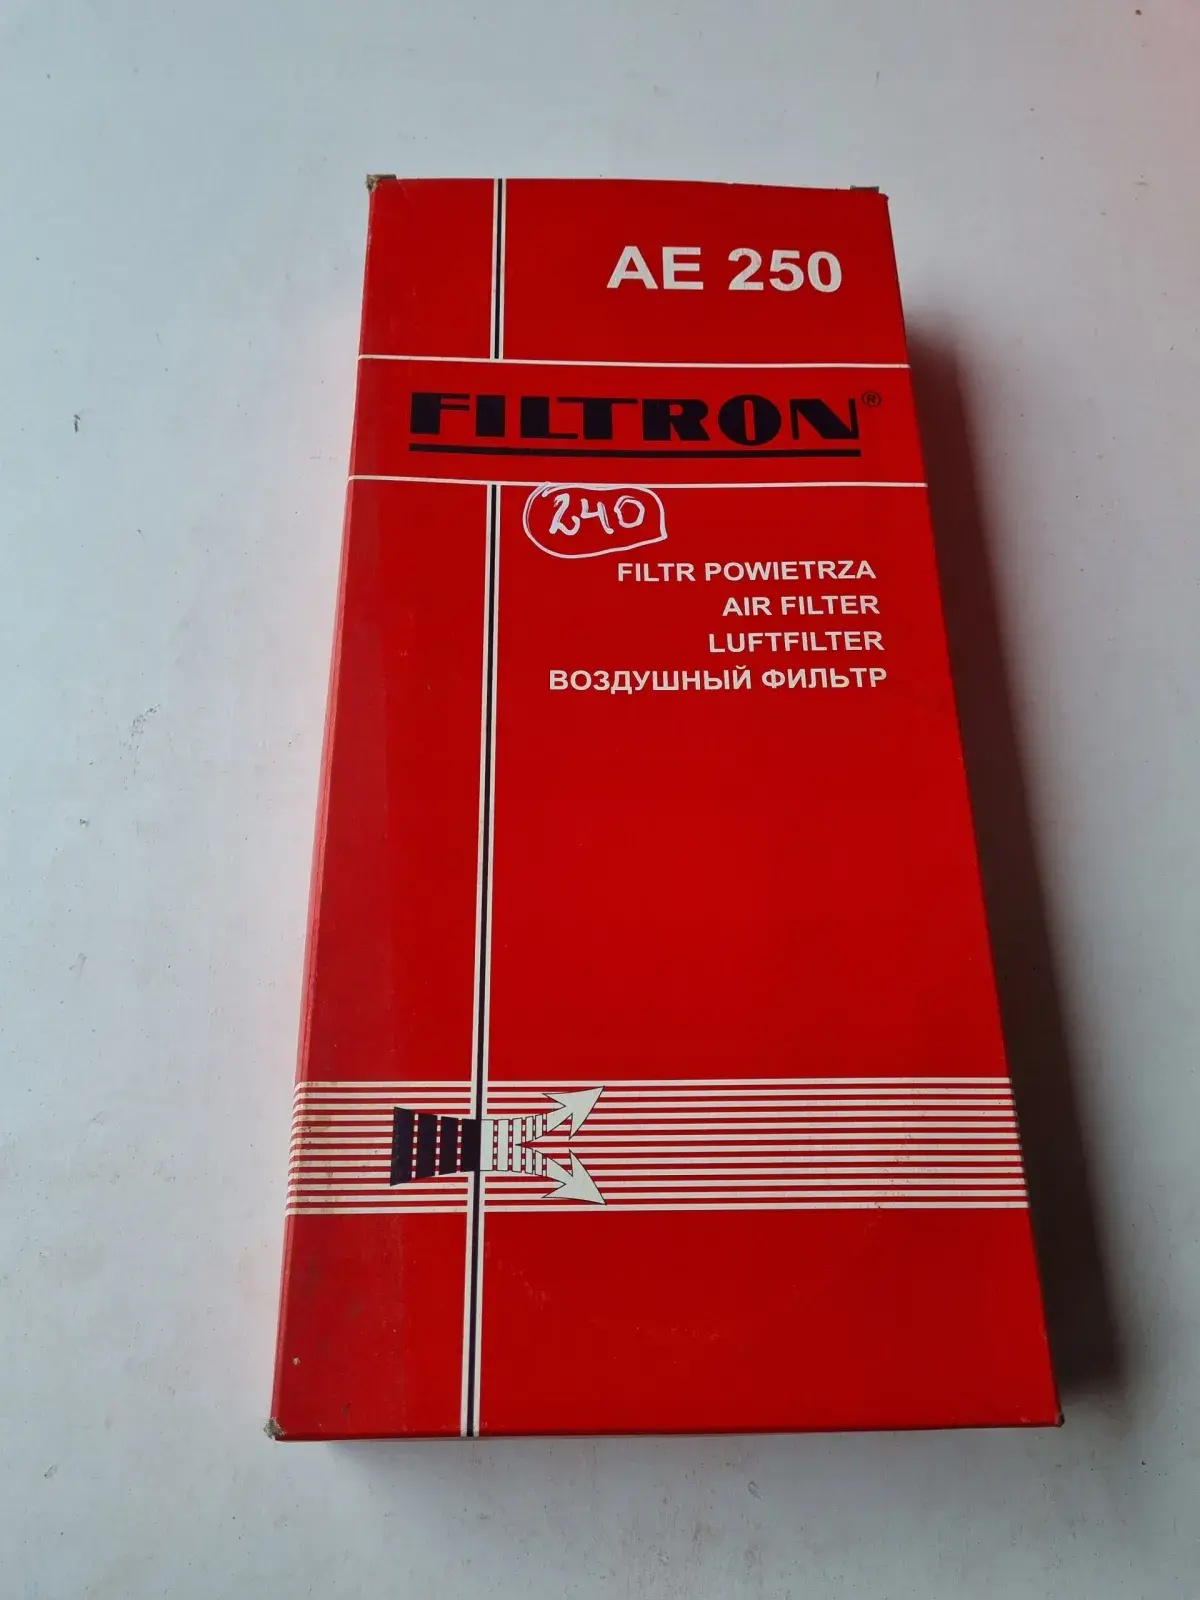 AE 250
FILTRON®
240
FILTR POWIETRZA
AIR FILTER
LUFTFILTER
ВОЗДУШНЫЙ ФИЛЬТР